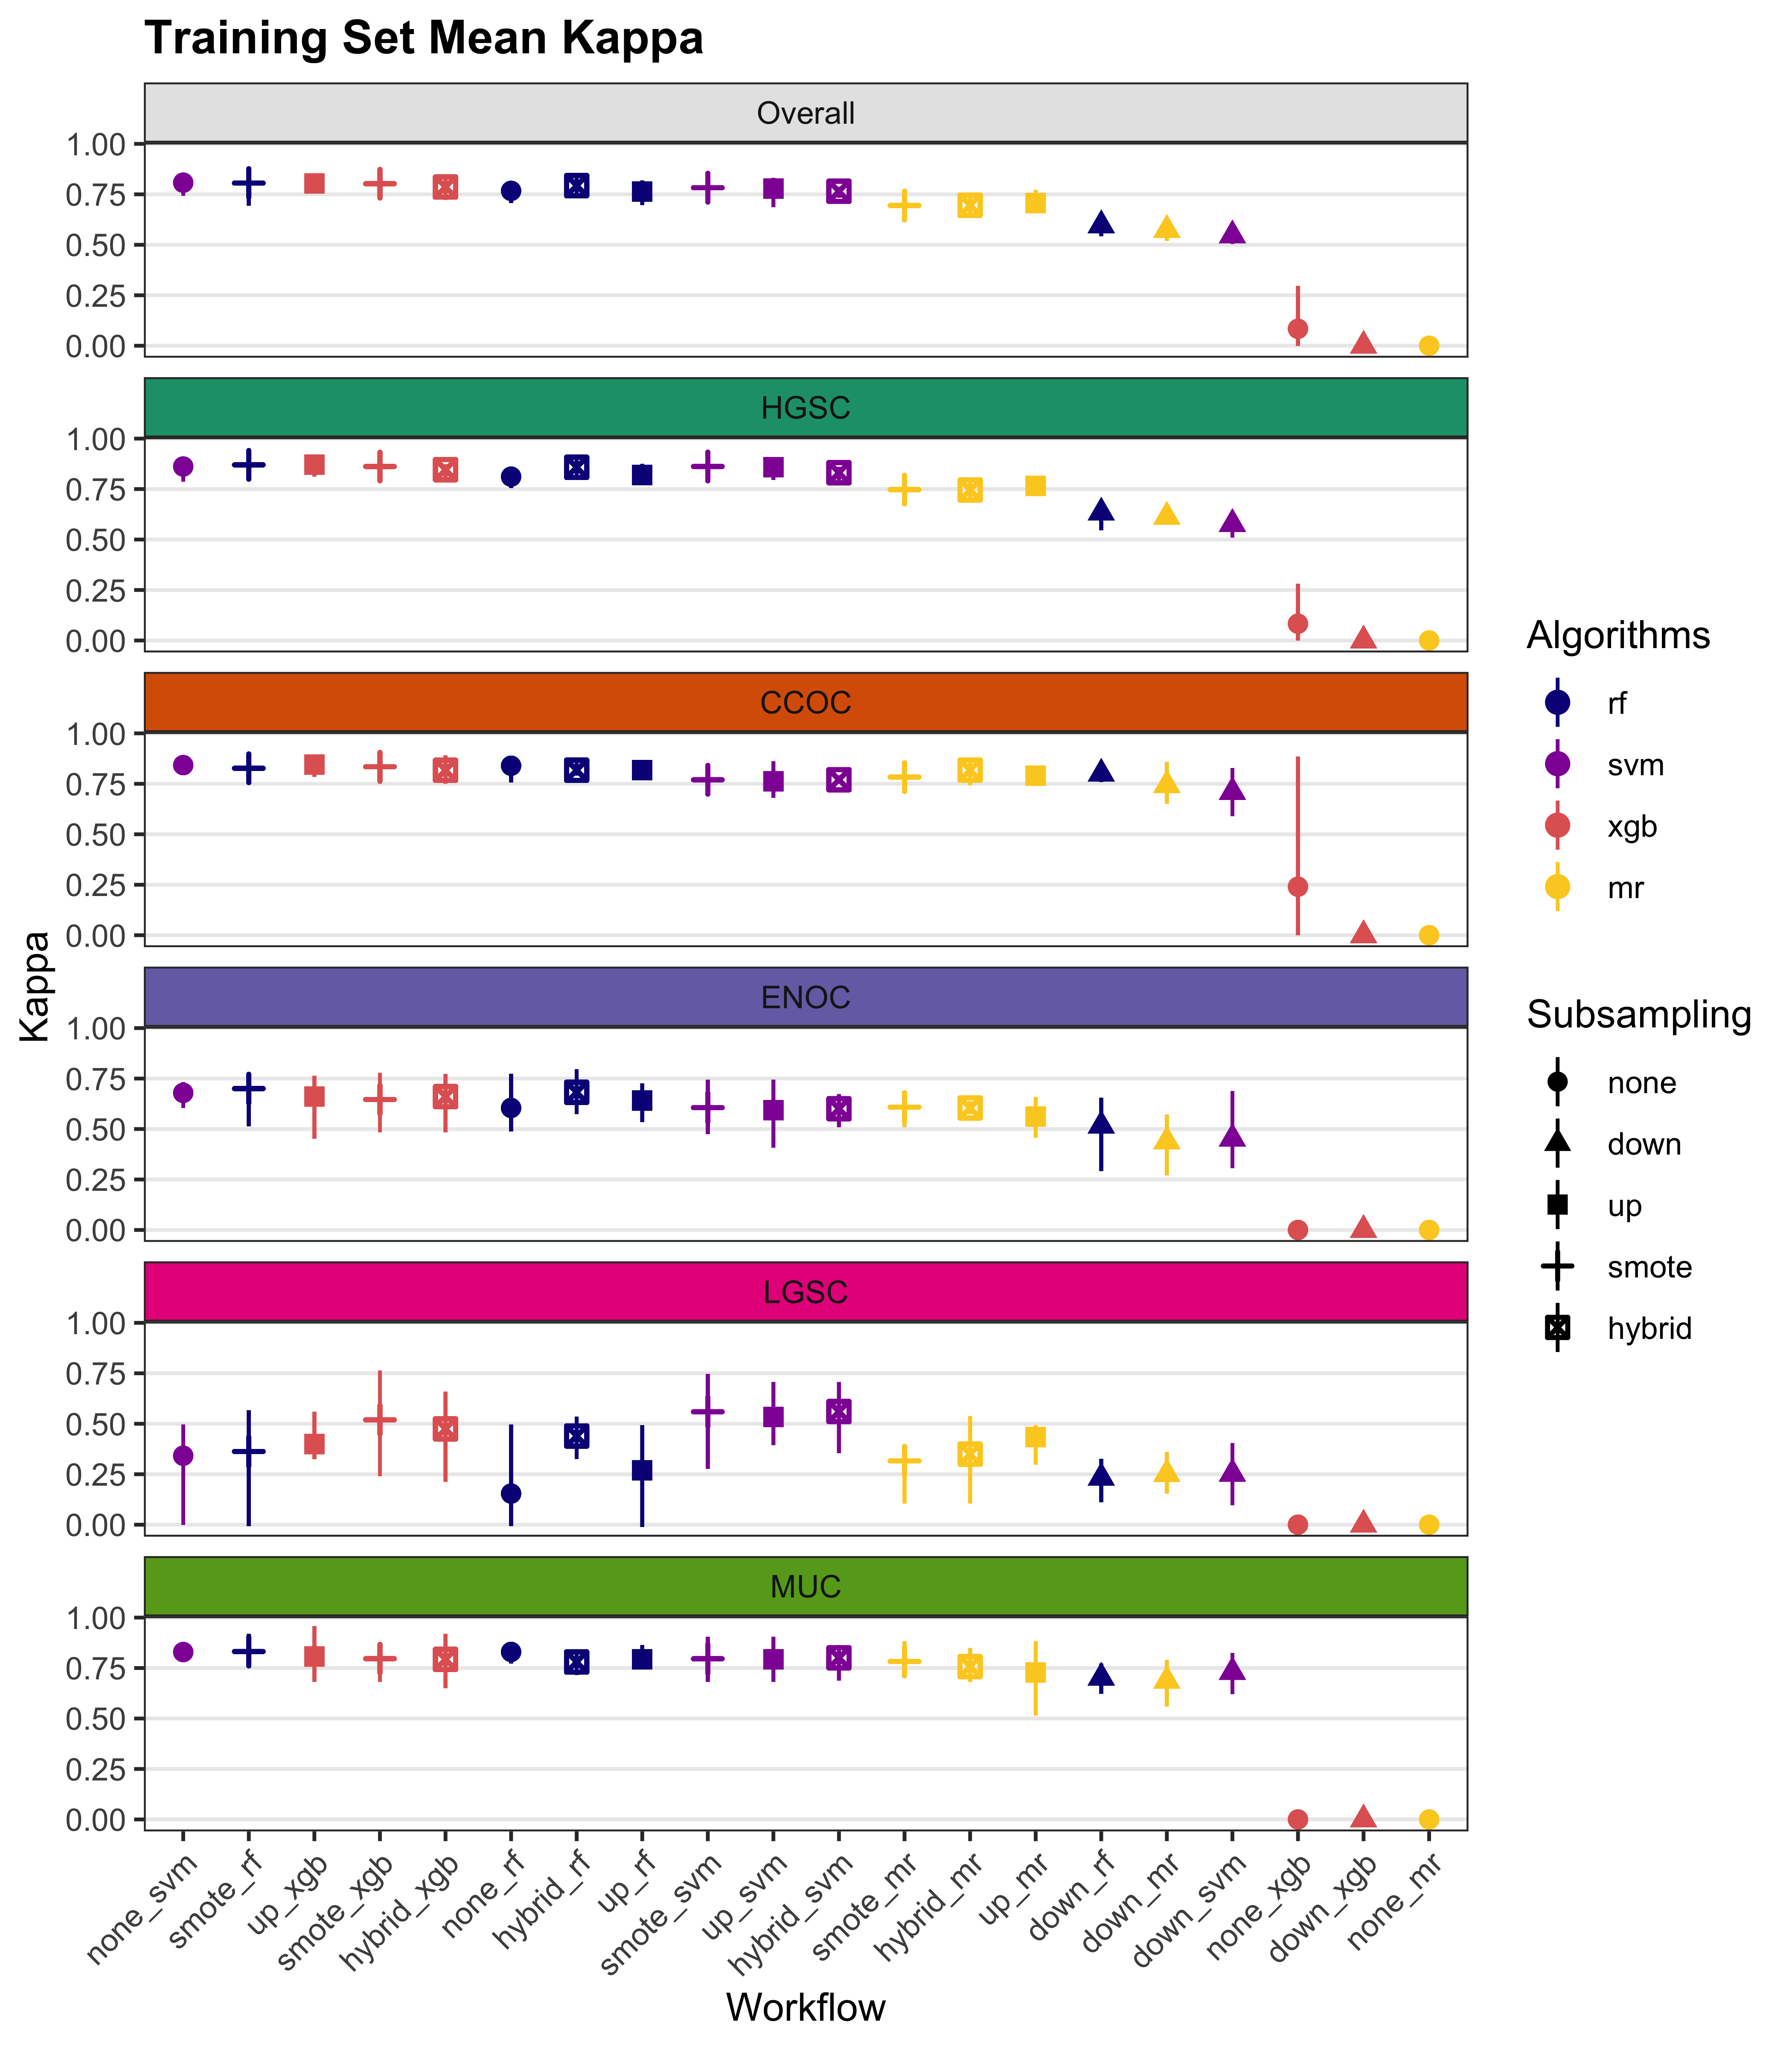 Training Set Mean Kappa
Overall
1.00
0.75
0.50
0.25
0.00
HGSC
1.00
0.75
0.50
0.25
0.00
CCOC
1.00
0.75
0.50
0.25
0.00
ENOC
1.00
0.75
0.50
0.25
0.00
LGSC
1.00
0.75
0.50
0.25
0.00
MUC
1.00
0.75
0.50
0.25
0.00
Kappa
none_svm
smote_rf
up_xgb
smote_xgb
hybrid_xgb
none_rf
hybrid_rf
up_rf
smote_svm
up_svm
hybrid_svm
smote_mr
hybrid_mr
up_mr
down_rf
down_mr
down_svm
none_xgb
down_xgb
none_mr
Workflow
Algorithms
rf
svm
xgb
mr
Subsampling
none
down
up
smote
hybrid